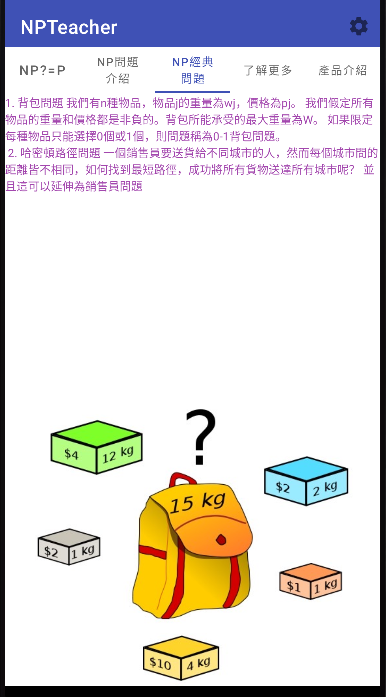 NPTeacher
NP?=P
NP問題
介紹
NP經典
問題
了解更多
產品介紹
1. 背包問題 我們有n種物品，物品j的重量為wj，價格為pj。 我們假定所有
物品的重量和價格都是非負的。背包所能承受的最大重量為W。 如果限定
每種物品只能選擇0個或1個，則問題稱為0-1背包問題。
2. 哈密頓路徑問題 一個銷售員要送貨給不同城市的人，然而每個城市間的
距離皆不相同，如何找到最短路徑，成功將所有貨物送達所有城市呢？ 並
且這可以延伸為銷售員問題
?
$4 12 kg
15 kg
$2 2 kg
$2 1 kg
$1 1 kg
$10 4 kg